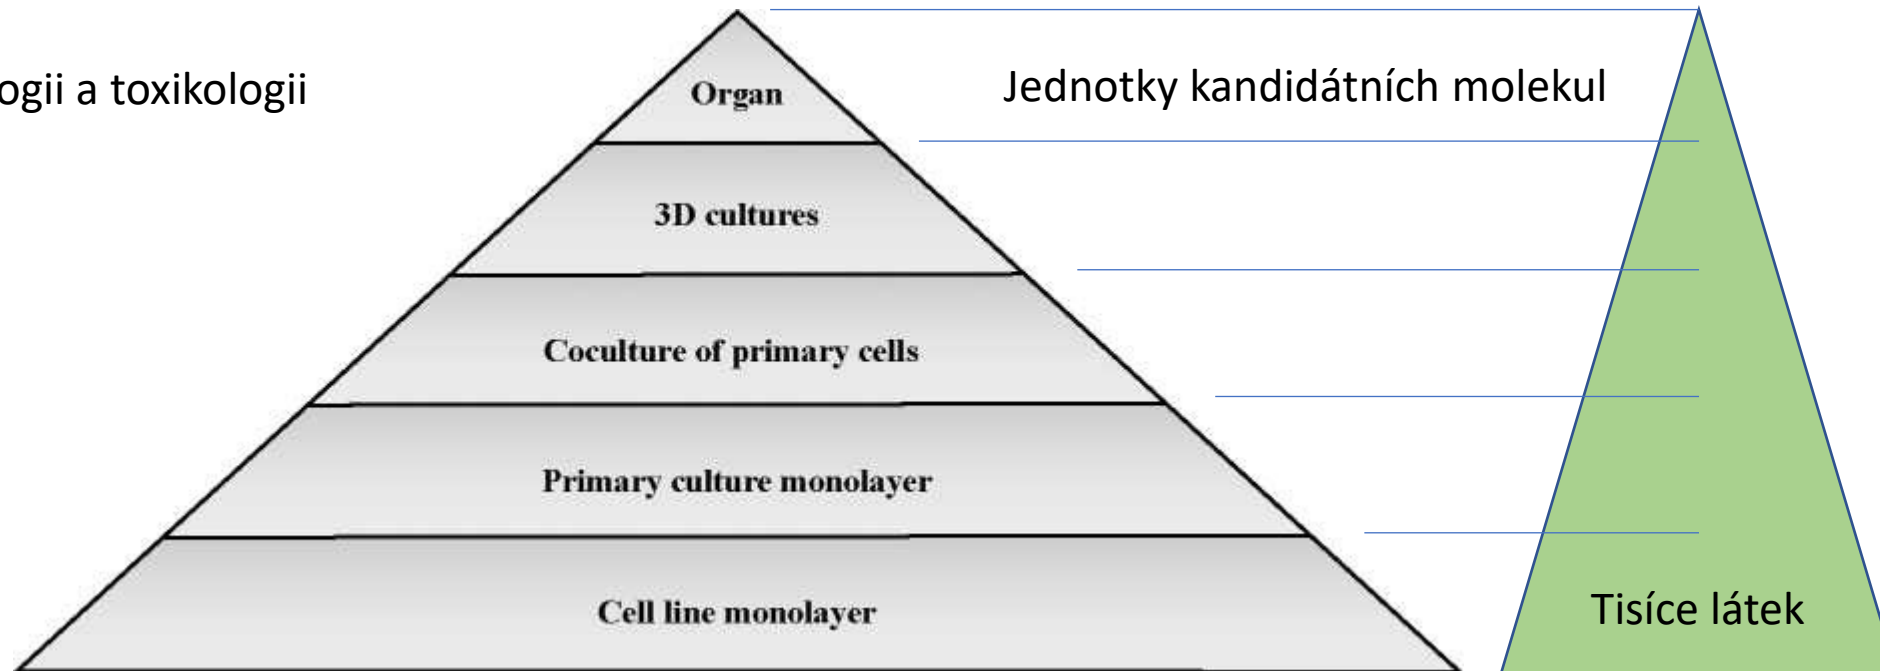 ogii a toxikologii
Organ
Jednotky kandidátních molekul
3D cultures
Coculture of primary cells
Primary culture monolayer
Cell line monolayer
Tisíce látek